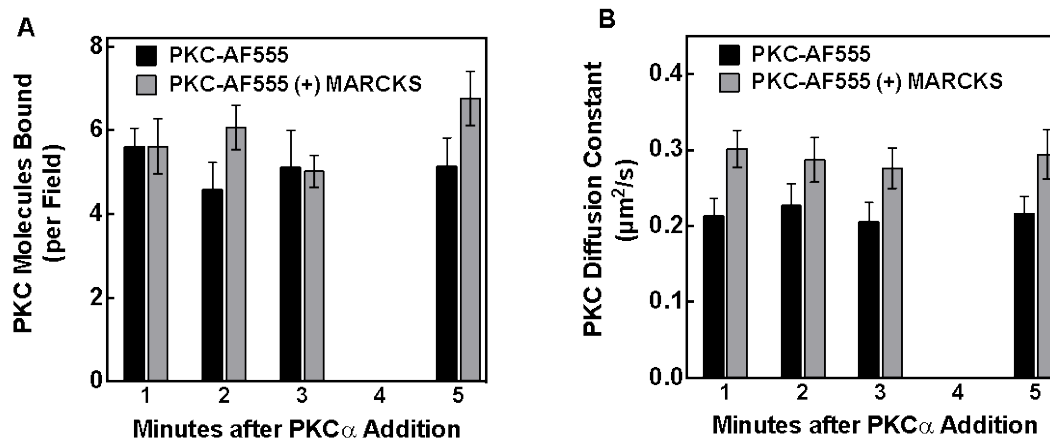 A
8
6
4
2
0
PKC Molecules Bound
(per Field)
PKC-AF555
PKC-AF555 (+) MARCKS
1 2 3 4 5
Minutes after PKCα Addition
B
0.4
0.3
0.2
0.1
0.0
PKC Diffusion Constant
(µm²/s)
PKC-AF555
PKC-AF555 (+) MARCKS
1 2 3 4 5
Minutes after PKCα Addition